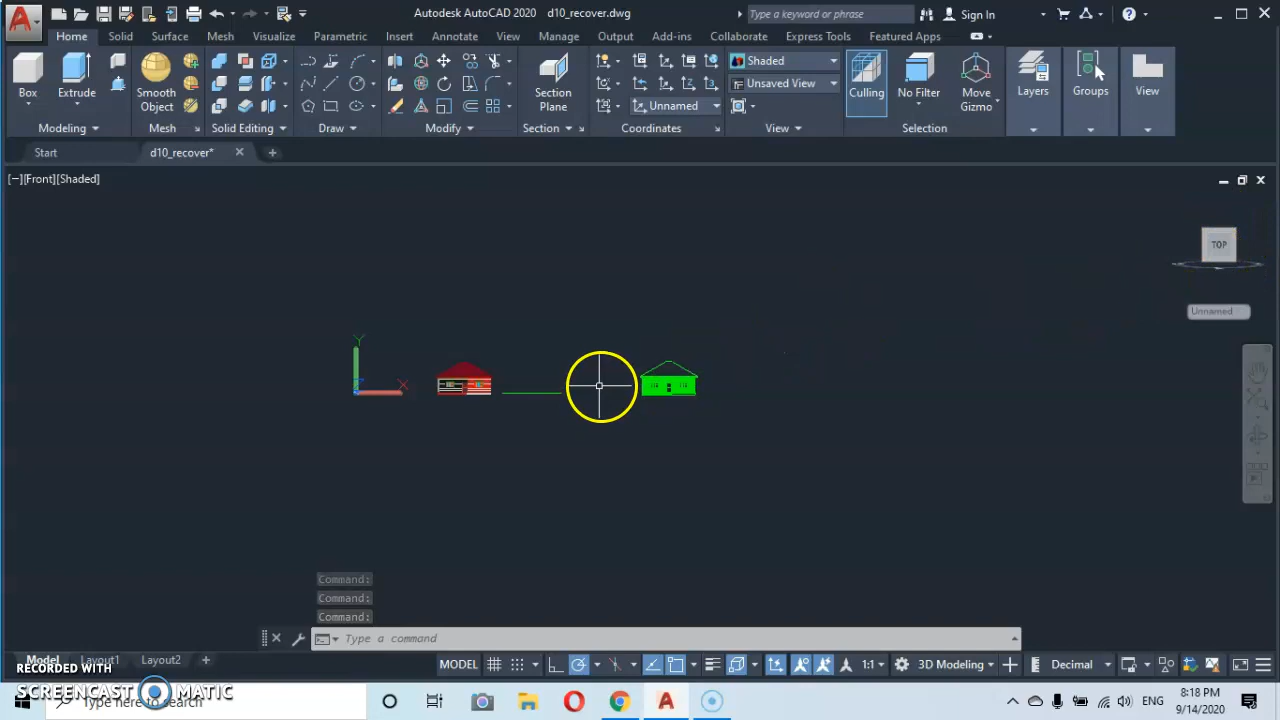 Autodesk AutoCAD 2020 d10_recover.dwg
Type a keyword or phrase
Sign In
Home Solid Surface Mesh Visualize Parametric Insert Annotate View Manage Output Add-ins Collaborate Express Tools Featured Apps
Shaded
Unsaved View
Unnamed
Box Extrude Smooth Object Section Plane Culling No Filter Move Gizmo Layers Groups View
Modeling Mesh Solid Editing Draw Modify Section Coordinates View Selection
Start d10_recover*
[−][Front][Shaded]
TOP
Unnamed
Y
X
Command:
Command:
Command:
Type a command
Model Layout1 Layout2
MODEL 1:1 3D Modeling Decimal
RECORDED WITH
SCREENCAST MATIC
Type here to search
ENG
8:18 PM
9/14/2020